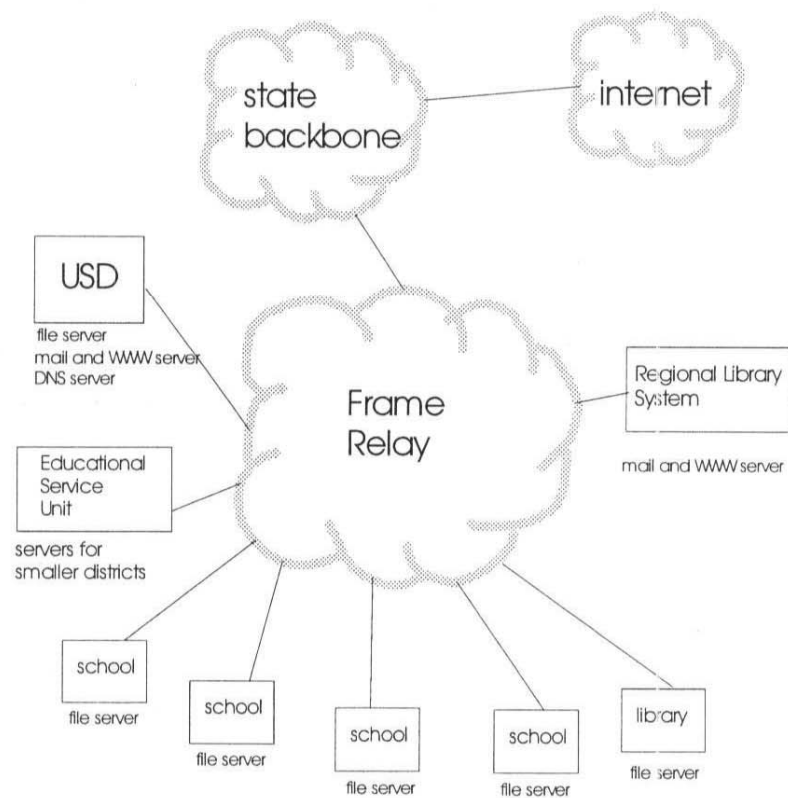 state
backbone
internet
USD
file server
mail and WWW server
DNS server
Frame
Relay
Regional Library
System
mail and WWW server
Educational
Service
Unit
servers for
smaller districts
school
file server
school
file server
school
file server
school
file server
library
file server